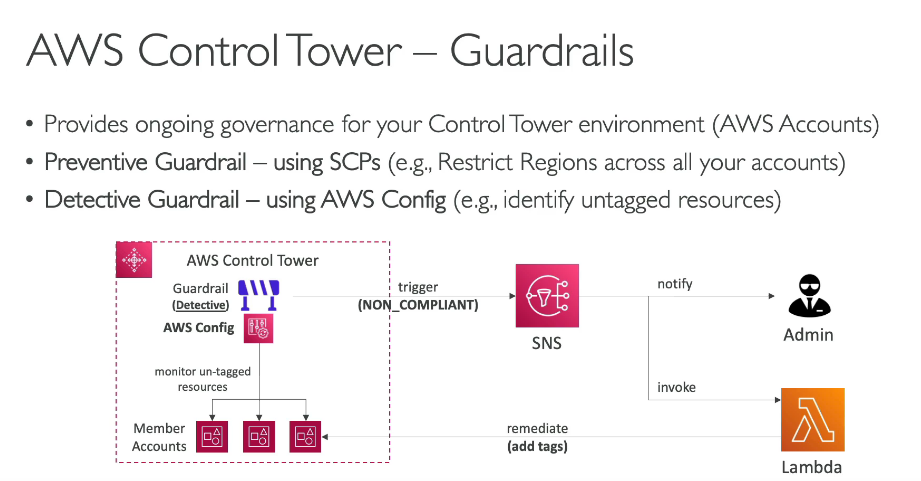 AWS Control Tower – Guardrails
• Provides ongoing governance for your Control Tower environment (AWS Accounts)
• Preventive Guardrail – using SCPs (e.g., Restrict Regions across all your accounts)
• Detective Guardrail – using AWS Config (e.g., identify untagged resources)
AWS Control Tower
Guardrail
(Detective)
AWS Config
trigger
(NON_COMPLIANT)
SNS
notify
Admin
monitor un-tagged
resources
invoke
Member
Accounts
remediate
(add tags)
Lambda